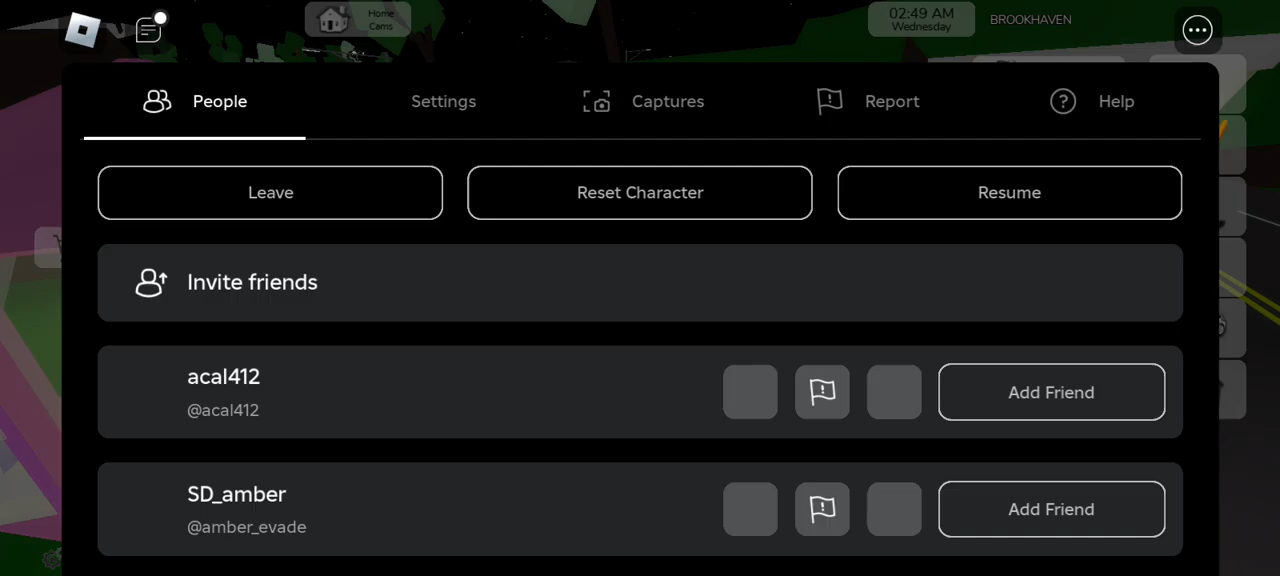 Home
Cams
02:49 AM
Wednesday
BROOKHAVEN
People
Settings
Captures
Report
Help
Leave
Reset Character
Resume
Invite friends
acal412
@acal412
Add Friend
SD_amber
@amber_evade
Add Friend